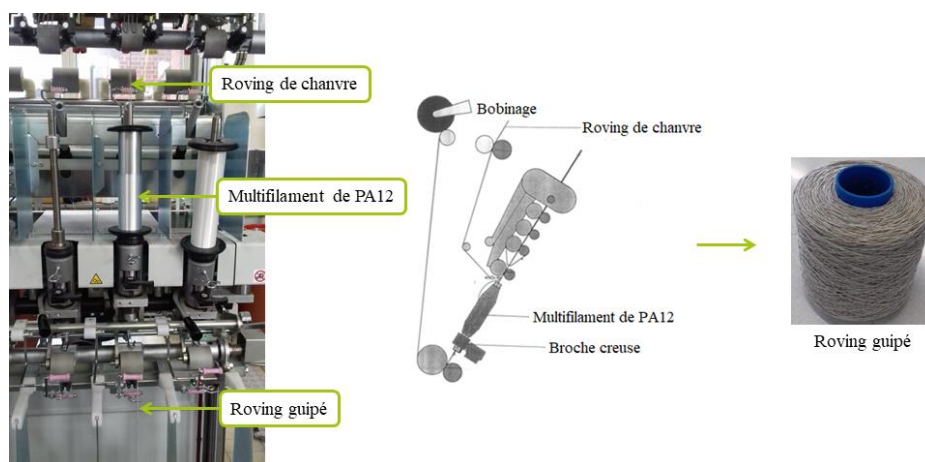 Roving de chanvre
Multifilament de PA12
Roving guipé
Bobinage
Roving de chanvre
Multifilament de PA12
Broche creuse
Roving guipé